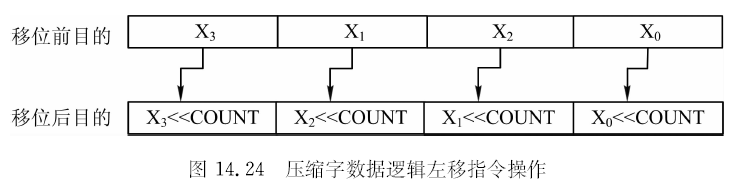 移位前目的 X₃ X₁ X₂ X₀
移位后目的 X₃<<COUNT X₂<<COUNT X₁<<COUNT X₀<<COUNT
图 14.24 压缩字数据逻辑左移指令操作